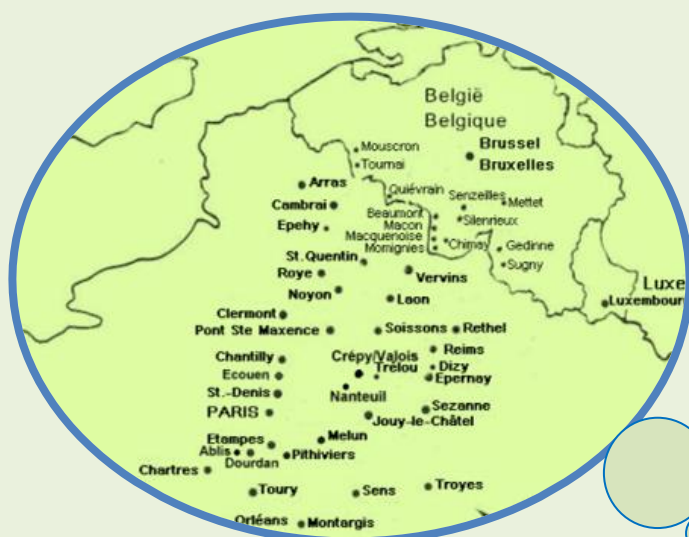 België
Belgique
Brussel
Bruxelles
Mouscron
Tournai
Arras
Quiévrain
Cambrai
Senzeilles
Mettet
Beaumont
Silenrieux
Epehy
Macon
Macquenoise
Chimay
Momignies
Gedinne
St.Quentin
Sugny
Roye
Vervins
Noyon
Laon
Luxe
Luxembour
Clermont
Pont Ste Maxence
Soissons
Rethel
Reims
Chantilly
Crépy/Valois
Trélou
Dizy
Ecouen
Epernay
St.-Denis
Nanteuil
PARIS
Sezanne
Jouy-le-Châtel
Etampes
Melun
Ablis
Dourdan
Pithiviers
Chartres
Toury
Sens
Troyes
Orléans
Montargis